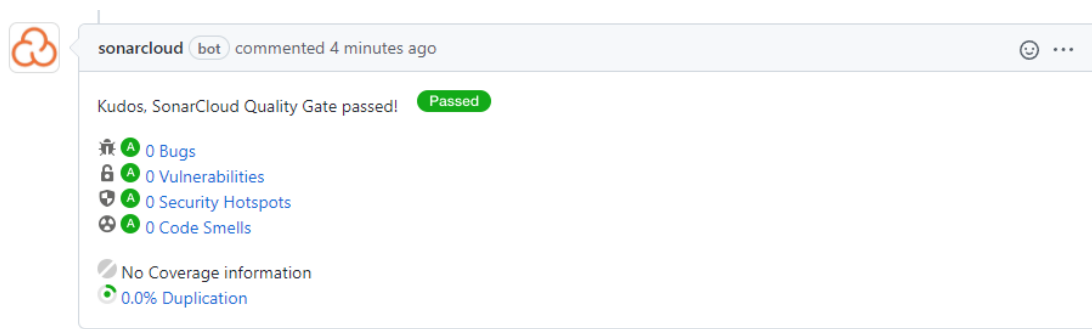 sonarcloud bot commented 4 minutes ago
Kudos, SonarCloud Quality Gate passed! Passed
A 0 Bugs
A 0 Vulnerabilities
A 0 Security Hotspots
A 0 Code Smells
No Coverage information
0.0% Duplication